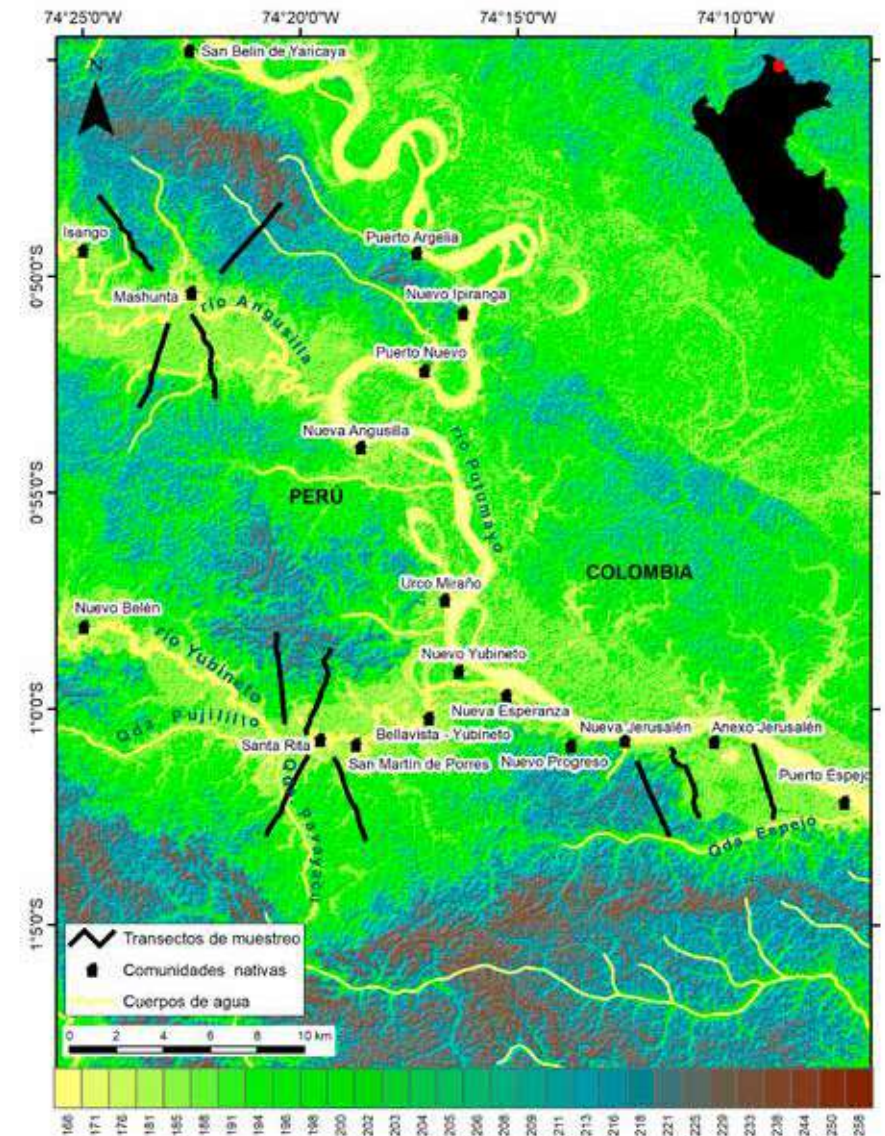 74°25'0"O 74°20'0"O 74°15'0"O 74°10'0"O
San Belin de Yaricaya
N
Isango
Puerto Argelia
0°50'0"S
Mashunta
río Angusilla
Nuevo Ipiranga
Puerto Nuevo
Nueva Angusilla
río Putumayo
0°55'0"S
PERÚ
COLOMBIA
Urco Miraño
Nuevo Belén
río Yubineto
Nuevo Yubineto
1°0'0"S
Qda. Pujilillo
Nueva Esperanza
Nueva Jerusalén
Anexo Jerusalén
Santa Rita
Bellavista - Yubineto
San Martín de Porres
Nuevo Progreso
Puerto Espejo
Qda. Espejo
1°5'0"S
Transectos de muestreo
Comunidades nativas
Cuerpos de agua
0 2 4 6 8 10 km
166 171 176 181 185 188 191 194 196 198 200 202 204 205 206 208 209 211 213 216 218 221 225 229 233 238 244 250 258